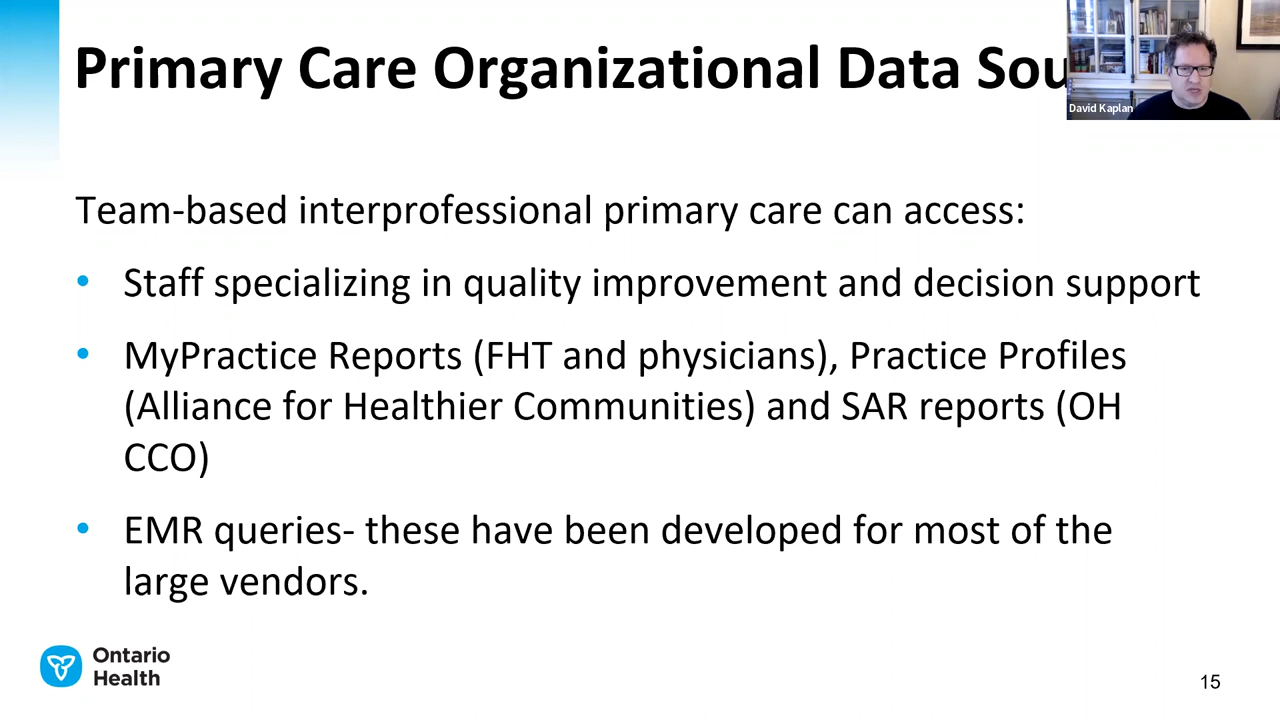 Primary Care Organizational Data
David Kaplan
Team-based interprofessional primary care can access:
• Staff specializing in quality improvement and decision support
• MyPractice Reports (FHT and physicians), Practice Profiles
(Alliance for Healthier Communities) and SAR reports (OH
CCO)
• EMR queries- these have been developed for most of the
large vendors.
Ontario
Health
15